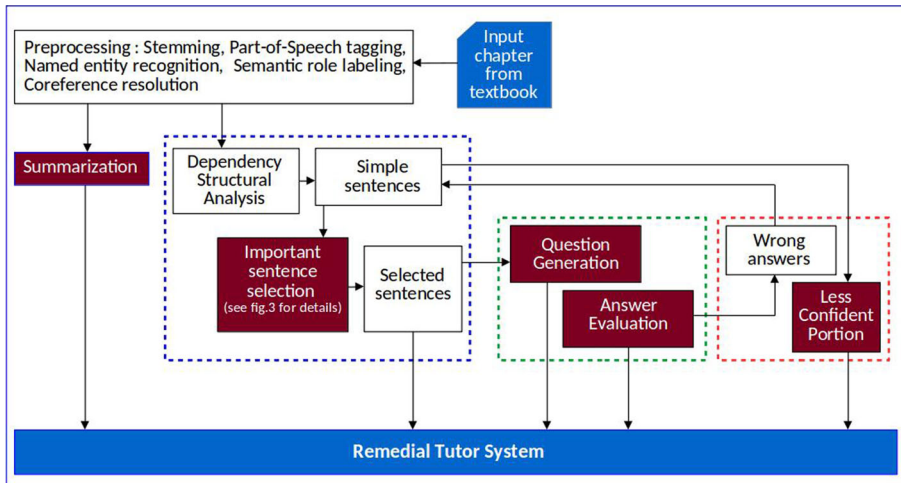 Preprocessing : Stemming, Part-of-Speech tagging,
Named entity recognition, Semantic role labeling,
Coreference resolution
Input
chapter
from
textbook
Summarization
Dependency
Structural
Analysis
Simple
sentences
Important
sentence
selection
(see fig.3 for details)
Selected
sentences
Question
Generation
Answer
Evaluation
Wrong
answers
Less
Confident
Portion
Remedial Tutor System